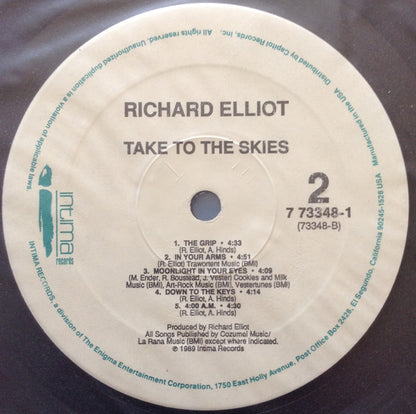 All rights reserved. Unauthorized duplication is a violation of applicable laws.
Distributed by Capitol Records, Inc.
Manufactured in the USA
RICHARD ELLIOT
TAKE TO THE SKIES
2
7 73348-1
(73348-B)
intima
records
1. THE GRIP • 4:33
(R. Elliot, A. Hinds)
2. IN YOUR ARMS • 4:51
(R. Elliot) Trawonent Music (BMI)
3. MOONLIGHT IN YOUR EYES • 4:09
(M. Ender, R. Boustead, J. Vesteri) Cookies and Milk
Music (BMI), Art-Rock Music (BMI), Vestertunes (BMI)
4. DOWN TO THE KEYS • 4:14
(R. Elliot, A. Hinds)
5. 4:00 A.M. • 4:30
(R. Elliot, A. Hinds)
Produced by Richard Elliot
All Songs Published by Cozumel Music/
La Rana Music (BMI) except where indicated.
℗ 1989 Intima Records
INTIMA RECORDS, a division of The Enigma Entertainment Corporation, 1750 East Holly Avenue, Post Office Box 2428, El Segundo, California 90245-1528 USA